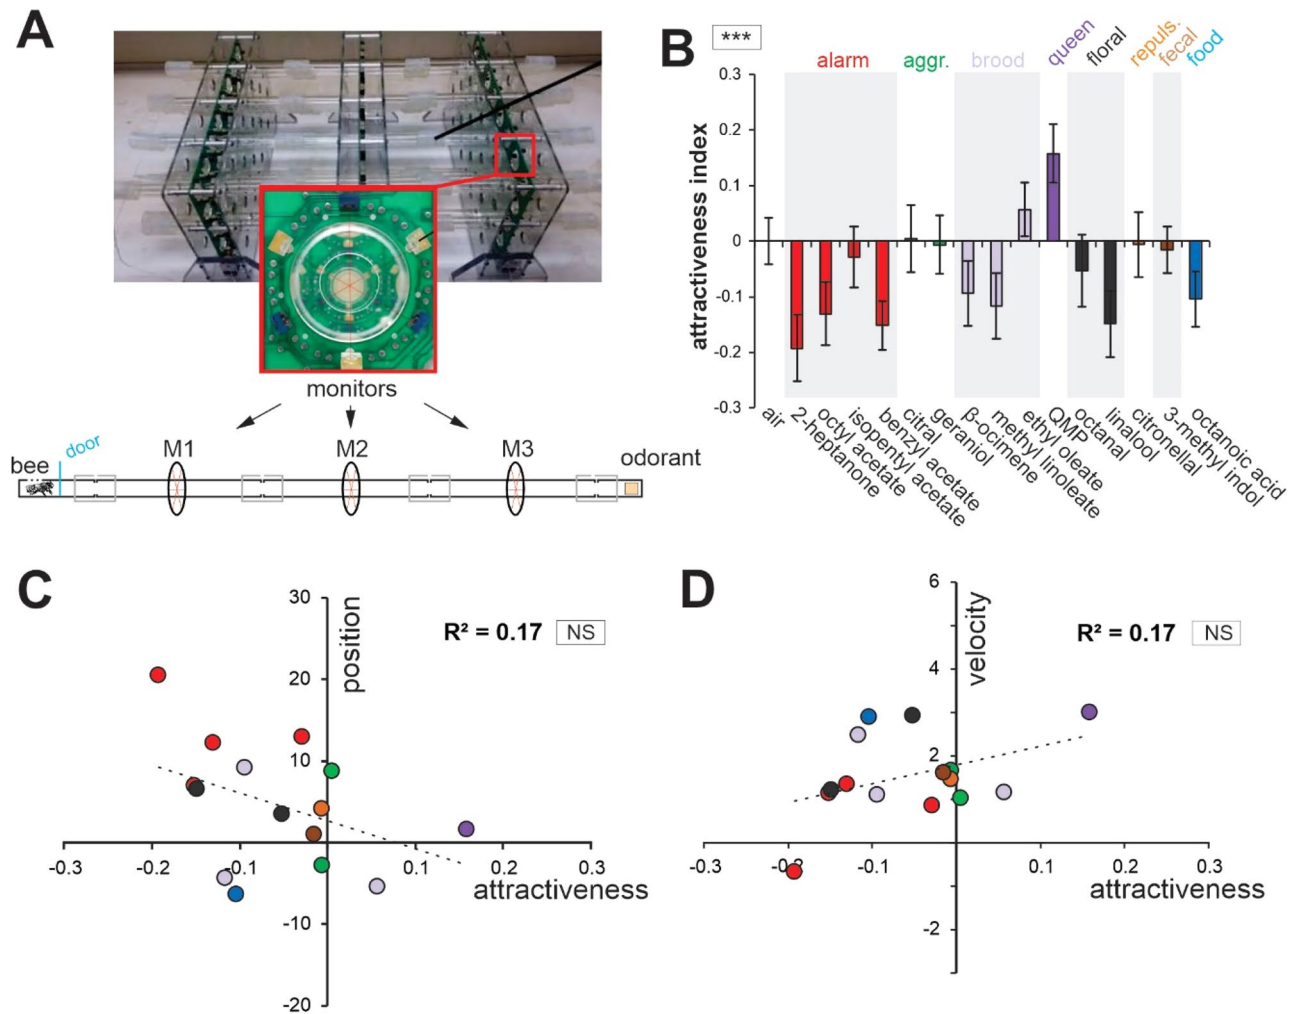 A
monitors
door
bee
M1
M2
M3
odorant
B
***
alarm
aggr.
brood
queen
floral
repuls.
fecal
food
attractiveness index
0.3
0.2
0.1
0
-0.1
-0.2
-0.3
air
2-heptanone
octyl acetate
isopentyl acetate
benzyl acetate
citral
geraniol
β-ocimene
methyl linoleate
ethyl oleate
QMP
octanal
linalool
citronellal
3-methyl indol
octanoic acid
C
position
R² = 0.17 NS
30
20
10
-10
-20
-0.3 -0.2 -0.1 0 0.1 0.2 0.3
attractiveness
D
velocity
R² = 0.17 NS
6
4
2
-2
-0.3 -0.2 -0.1 0 0.1 0.2 0.3
attractiveness